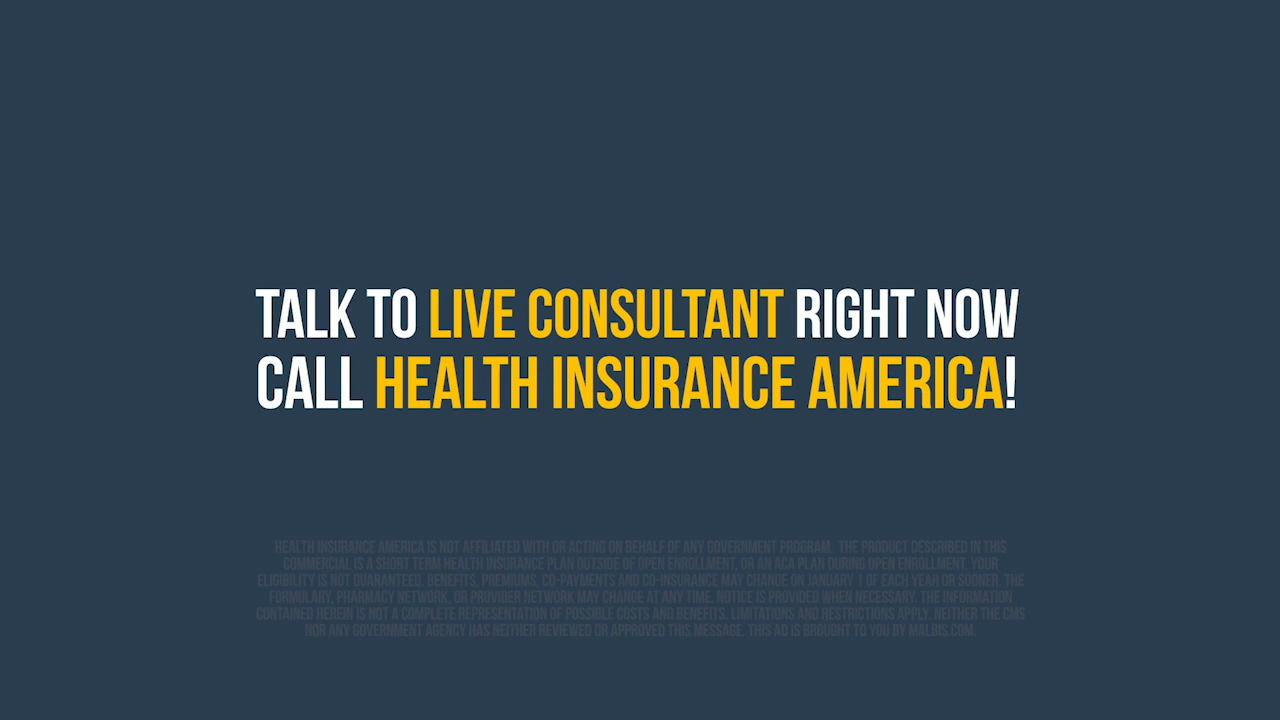 TALK TO LIVE CONSULTANT RIGHT NOW
CALL HEALTH INSURANCE AMERICA!
HEALTH INSURANCE AMERICA IS NOT AFFILIATED WITH OR ACTING ON BEHALF OF ANY GOVERNMENT PROGRAM. THE PRODUCT DESCRIBED IN THIS
COMMERCIAL IS A SHORT TERM HEALTH INSURANCE PLAN OUTSIDE OF OPEN ENROLLMENT, OR AN ACA PLAN DURING OPEN ENROLLMENT. YOUR
ELIGIBILITY IS NOT GUARANTEED. BENEFITS, PREMIUMS, CO-PAYMENTS AND CO-INSURANCE MAY CHANGE ON JANUARY 1 OF EACH YEAR OR SOONER. THE
FORMULARY, PHARMACY NETWORK, OR PROVIDER NETWORK MAY CHANGE AT ANY TIME. NOTICE IS PROVIDED WHEN NECESSARY. THE INFORMATION
CONTAINED HEREIN IS NOT A COMPLETE REPRESENTATION OF POSSIBLE COSTS AND BENEFITS. LIMITATIONS AND RESTRICTIONS APPLY. NEITHER THE CMS
NOR ANY GOVERNMENT AGENCY HAS NEITHER REVIEWED OR APPROVED THIS MESSAGE. THIS AD IS BROUGHT TO YOU BY MALBIS.COM.